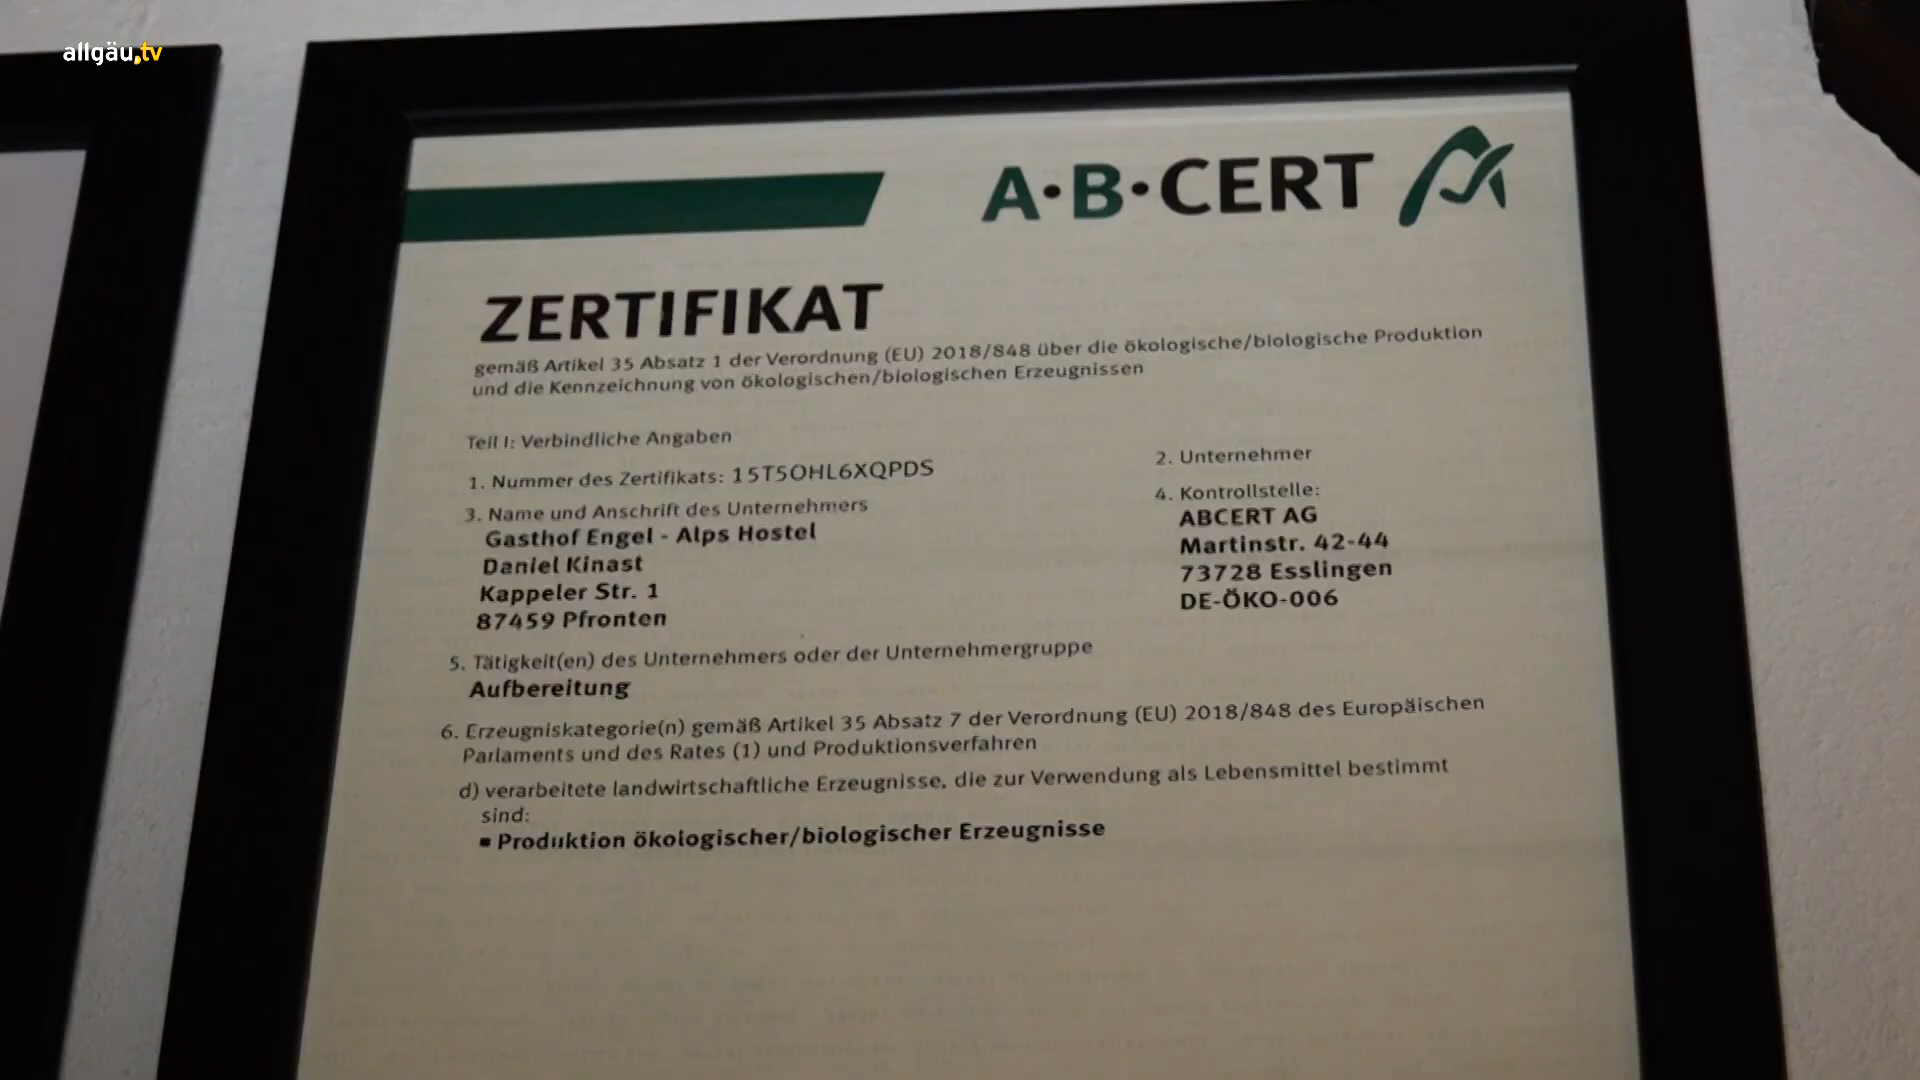 allgäu.tv
A·B·CERT
ZERTIFIKAT
gemäß Artikel 35 Absatz 1 der Verordnung (EU) 2018/848 über die ökologische/biologische Produktion
und die Kennzeichnung von ökologischen/biologischen Erzeugnissen
Teil I: Verbindliche Angaben
1. Nummer des Zertifikats: 15T5OHL6XQPDS
2. Unternehmer
3. Name und Anschrift des Unternehmers
Gasthof Engel - Alps Hostel
Daniel Kinast
Kappeler Str. 1
87459 Pfronten
4. Kontrollstelle:
ABCERT AG
Martinstr. 42-44
73728 Esslingen
DE-ÖKO-006
5. Tätigkeit(en) des Unternehmers oder der Unternehmergruppe
Aufbereitung
6. Erzeugniskategorie(n) gemäß Artikel 35 Absatz 7 der Verordnung (EU) 2018/848 des Europäischen
Parlaments und des Rates (1) und Produktionsverfahren
d) verarbeitete landwirtschaftliche Erzeugnisse, die zur Verwendung als Lebensmittel bestimmt
sind:
▪ Produktion ökologischer/biologischer Erzeugnisse